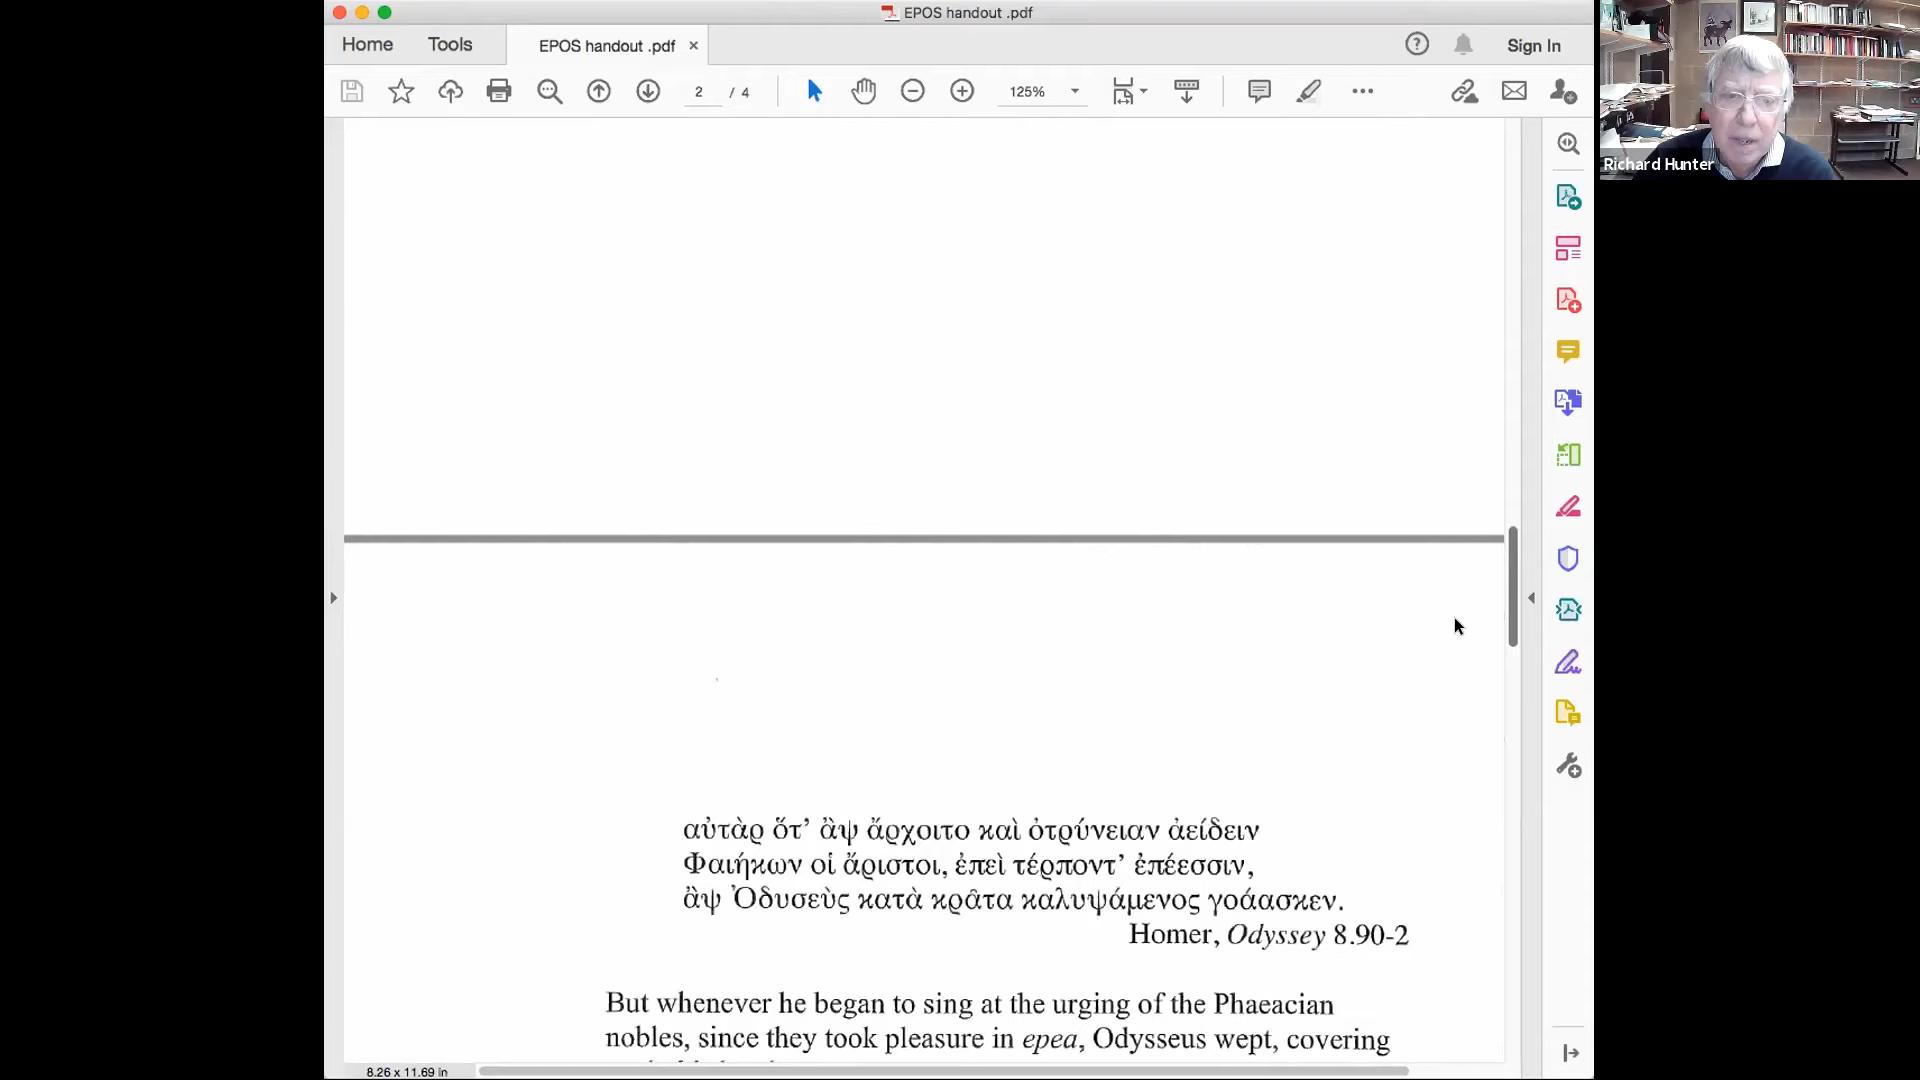 EPOS handout .pdf
Home
Tools
EPOS handout .pdf
Sign In
2 / 4
125%
Richard Hunter
αὐτὰρ ὅτ’ ἂψ ἄρχοιτο καὶ ὀτρύνειαν ἀείδειν
Φαιήκων οἱ ἄριστοι, ἐπεὶ τέρποντ’ ἐπέεσσιν,
ἂψ Ὀδυσεὺς κατὰ κρᾶτα καλυψάμενος γοάασκεν.
Homer, Odyssey 8.90-2
But whenever he began to sing at the urging of the Phaeacian
nobles, since they took pleasure in epea, Odysseus wept, covering
8.26 x 11.69 in